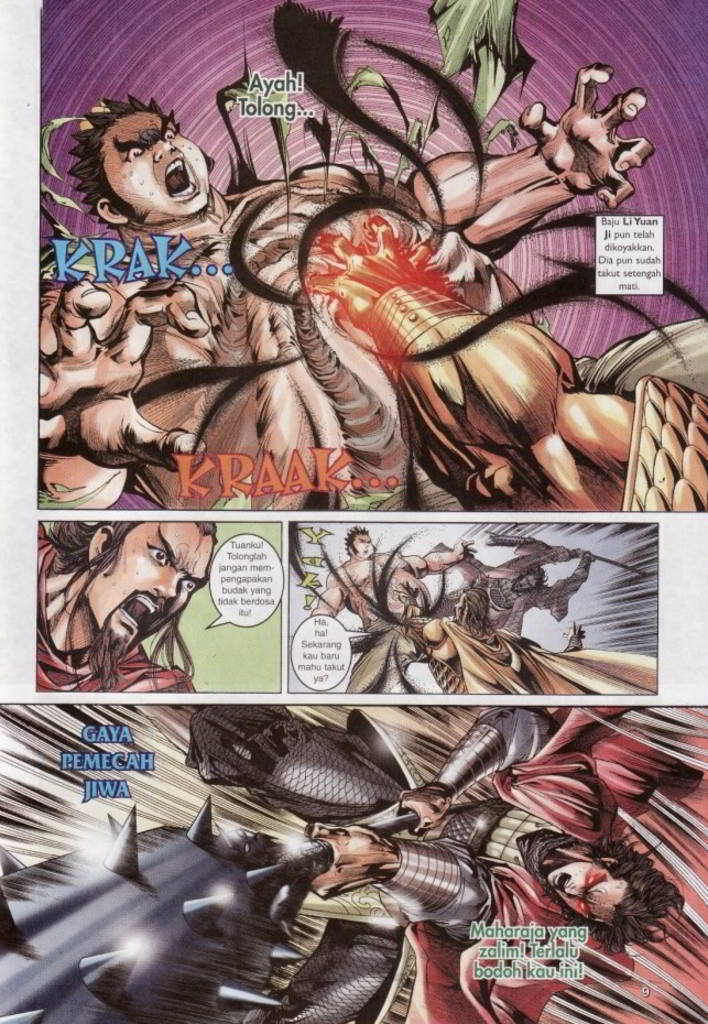 Ayah!
Tolong...
KRAK...
Baju Li Yuan
Ji pun telah
dikoyakkan.
Dia pun sudah
takut setengah
mati.
KRAAK...
Tuanku!
Tolonglah
jangan mem-
pengapakan
budak yang
tidak berdosa
itu!
Ha,
ha!
Sekarang
kau baru
mahu takut
ya?
GAYA
PEMECAH
JIWA
Maharaja yang
zalim! Terlalu
bodoh kau ini!
9